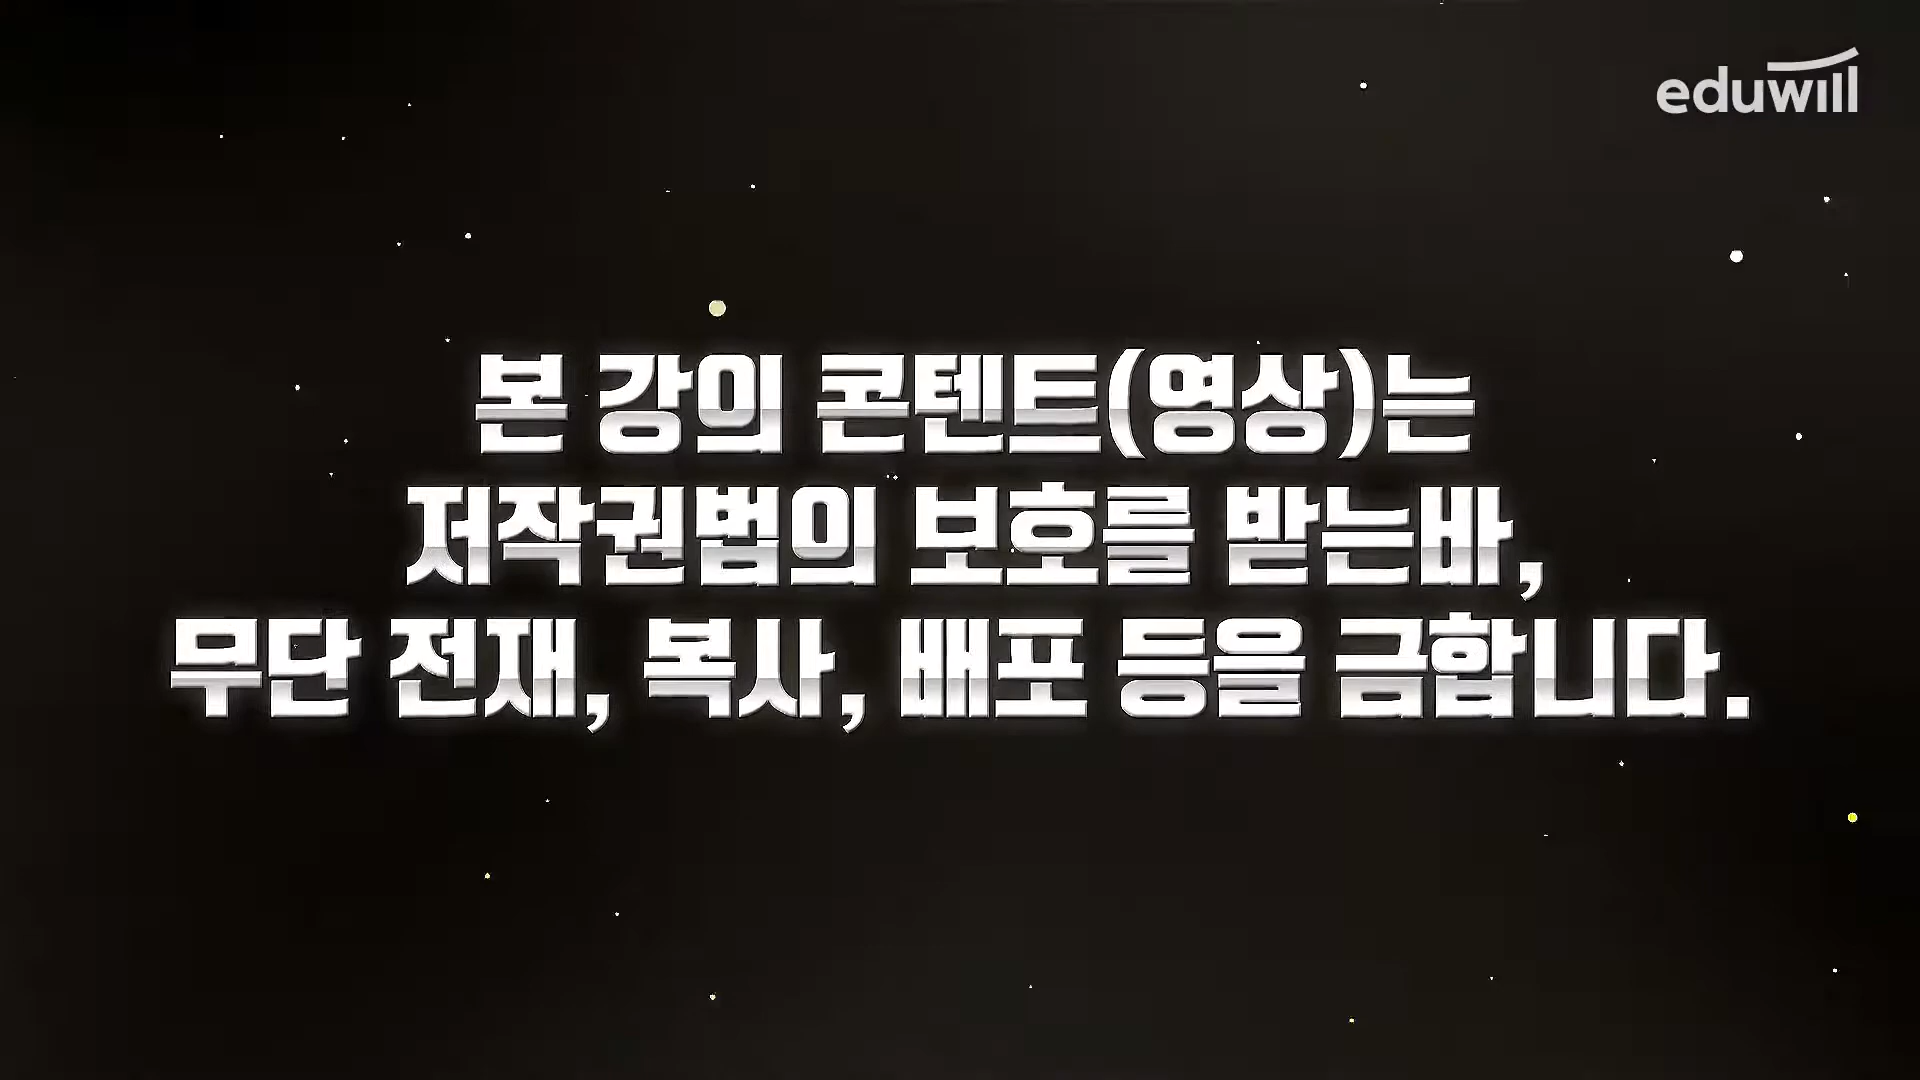 eduwill
본 강의 콘텐트(영상)는
저작권법의 보호를 받는바,
무단 전재, 복사, 배포 등을 금합니다.